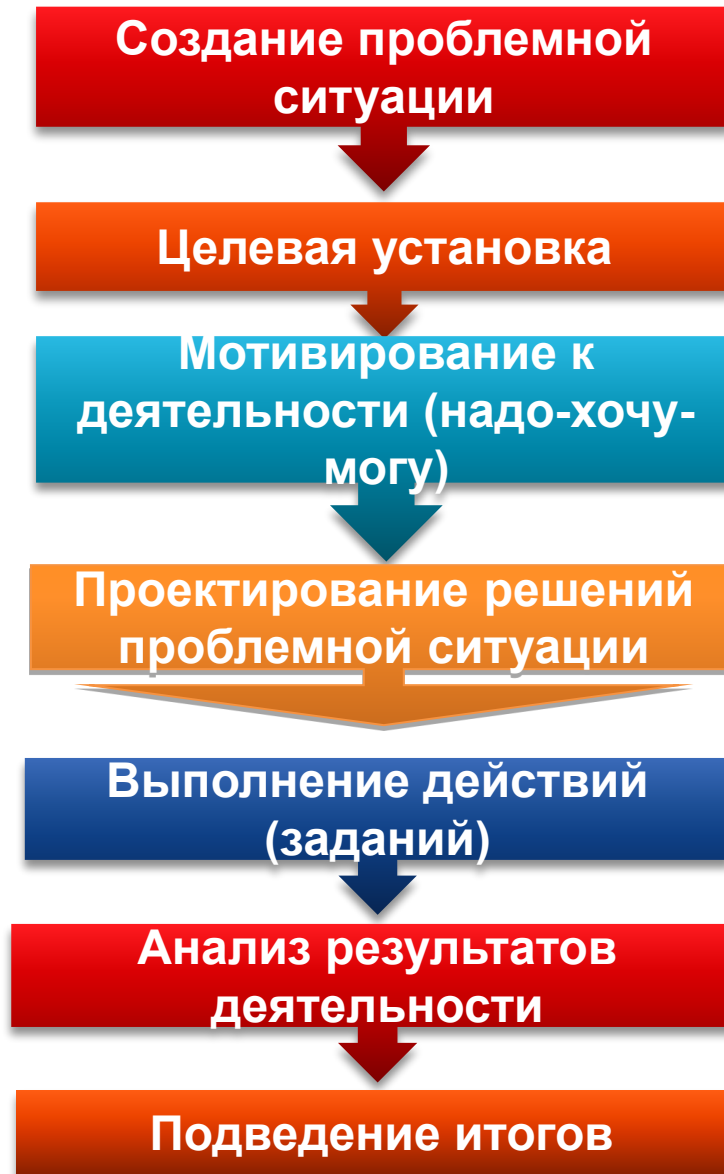 Создание проблемной
ситуации
Целевая установка
Мотивирование к
деятельности (надо-хочу-
могу)
Проектирование решений
проблемной ситуации
Выполнение действий
(заданий)
Анализ результатов
деятельности
Подведение итогов